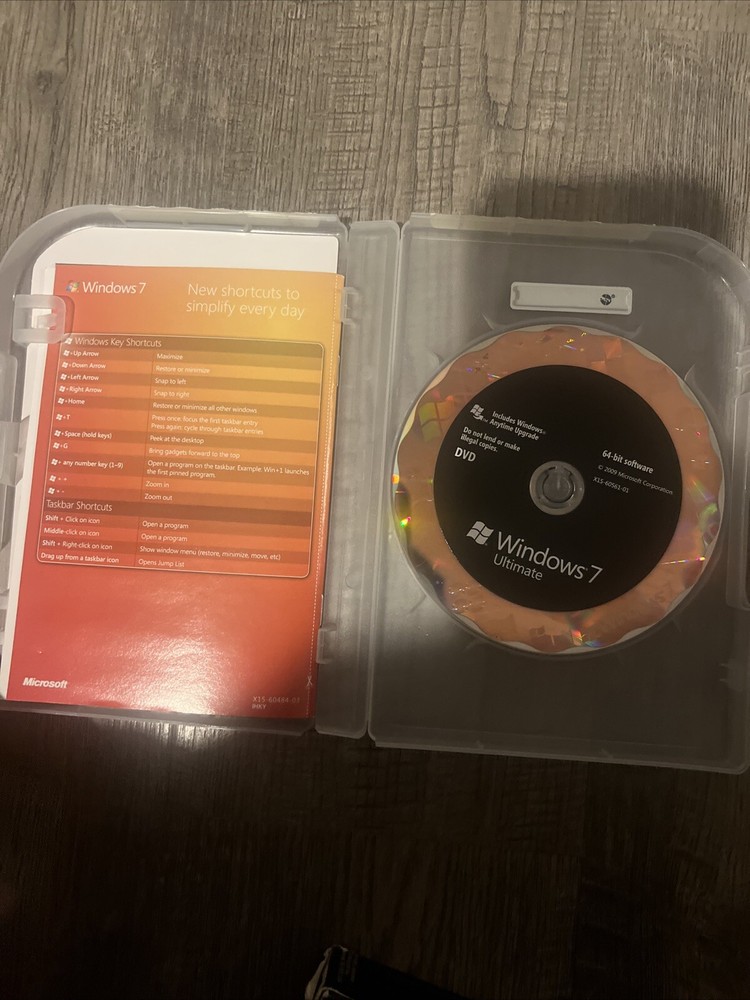 Windows 7
New shortcuts to
simplify every day
Windows Key Shortcuts
+Up Arrow Maximize
+Down Arrow Restore or minimize
+Left Arrow Snap to left
+Right Arrow Snap to right
+Home Restore or minimize all other windows
+T Press once: focus the first taskbar entry
Press again: cycle through taskbar entries
+Space (hold keys) Peek at the desktop
+G Bring gadgets forward to the top
+ any number key (1-9) Open a program on the taskbar. Example: Win+1 launches
the first pinned program.
+ + Zoom in
+ - Zoom out
Taskbar Shortcuts
Shift + Click on icon Open a program
Middle-click on icon Open a program
Shift + Right-click on icon Show window menu (restore, minimize, move, etc)
Drag up from a taskbar icon Opens Jump List
Microsoft
X15-60484-03
Includes Windows®
Anytime Upgrade
Do not lend or make
illegal copies.
DVD
64-bit software
© 2009 Microsoft Corporation
X15-60561-01
Windows® 7
Ultimate